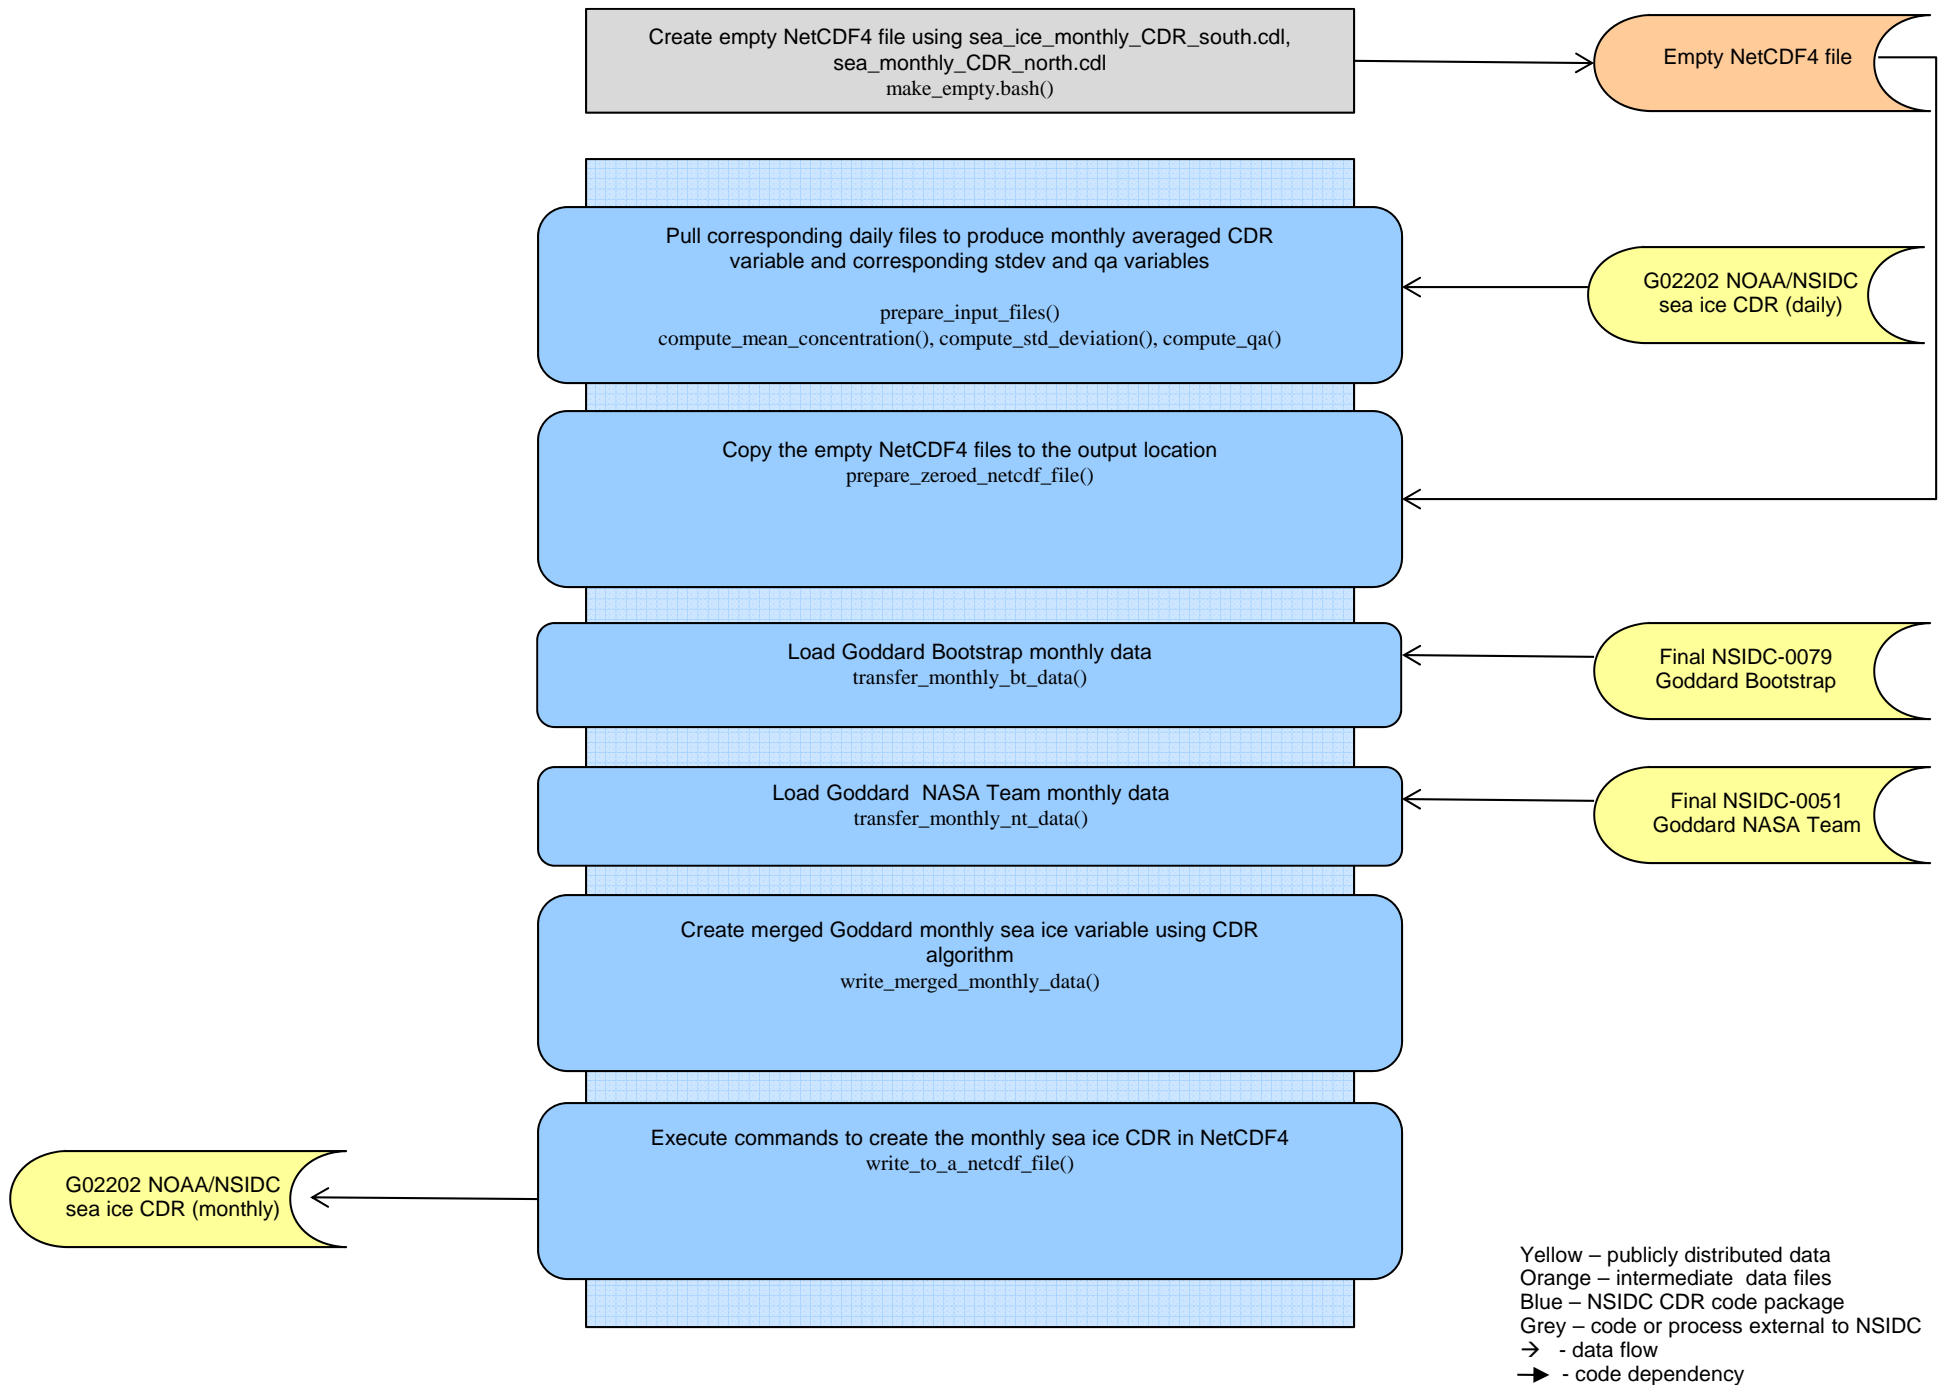 Create empty NetCDF4 file using sea_ice_monthly_CDR_south.cdl,
sea_monthly_CDR_north.cdl
make_empty.bash()
Empty NetCDF4 file
Pull corresponding daily files to produce monthly averaged CDR
variable and corresponding stdev and qa variables
prepare_input_files()
compute_mean_concentration(), compute_std_deviation(), compute_qa()
G02202 NOAA/NSIDC
sea ice CDR (daily)
Copy the empty NetCDF4 files to the output location
prepare_zeroed_netcdf_file()
Load Goddard Bootstrap monthly data
transfer_monthly_bt_data()
Final NSIDC-0079
Goddard Bootstrap
Load Goddard  NASA Team monthly data
transfer_monthly_nt_data()
Final NSIDC-0051
Goddard NASA Team
Create merged Goddard monthly sea ice variable using CDR
algorithm
write_merged_monthly_data()
Execute commands to create the monthly sea ice CDR in NetCDF4
write_to_a_netcdf_file()
G02202 NOAA/NSIDC
sea ice CDR (monthly)
Yellow – publicly distributed data
Orange – intermediate  data files
Blue – NSIDC CDR code package
Grey – code or process external to NSIDC
→ - data flow
→ - code dependency